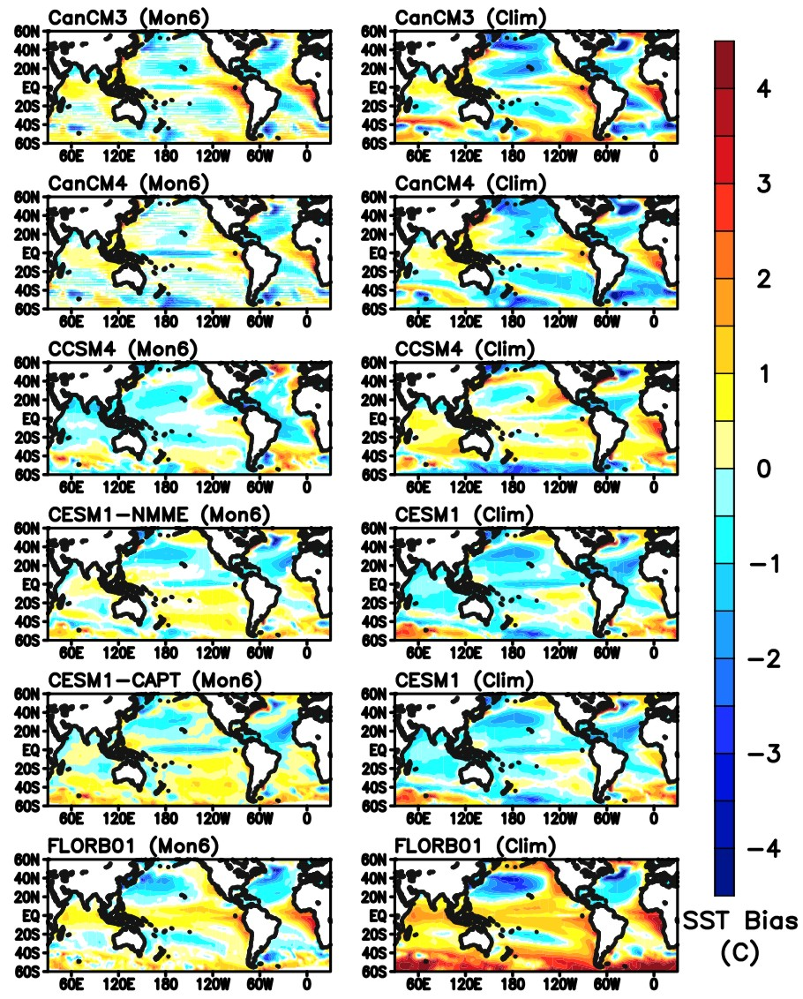 CanCM3 (Mon6)
CanCM3 (Clim)
60N 60N
40N 40N
20N 20N
EQ EQ
20S 20S
40S 40S
60S 60S
60E 120E 180 120W 60W 0 60E 120E 180 120W 60W 0
CanCM4 (Mon6)
CanCM4 (Clim)
60N 60N
40N 40N
20N 20N
EQ EQ
20S 20S
40S 40S
60S 60S
60E 120E 180 120W 60W 0 60E 120E 180 120W 60W 0
CCSM4 (Mon6)
CCSM4 (Clim)
60N 60N
40N 40N
20N 20N
EQ EQ
20S 20S
40S 40S
60S 60S
60E 120E 180 120W 60W 0 60E 120E 180 120W 60W 0
CESM1-NMME (Mon6)
CESM1 (Clim)
60N 60N
40N 40N
20N 20N
EQ EQ
20S 20S
40S 40S
60S 60S
60E 120E 180 120W 60W 0 60E 120E 180 120W 60W 0
CESM1-CAPT (Mon6)
CESM1 (Clim)
60N 60N
40N 40N
20N 20N
EQ EQ
20S 20S
40S 40S
60S 60S
60E 120E 180 120W 60W 0 60E 120E 180 120W 60W 0
FLORB01 (Mon6)
FLORB01 (Clim)
60N 60N
40N 40N
20N 20N
EQ EQ
20S 20S
40S 40S
60S 60S
60E 120E 180 120W 60W 0 60E 120E 180 120W 60W 0
4
3
2
1
0
-1
-2
-3
-4
SST Bias
(C)